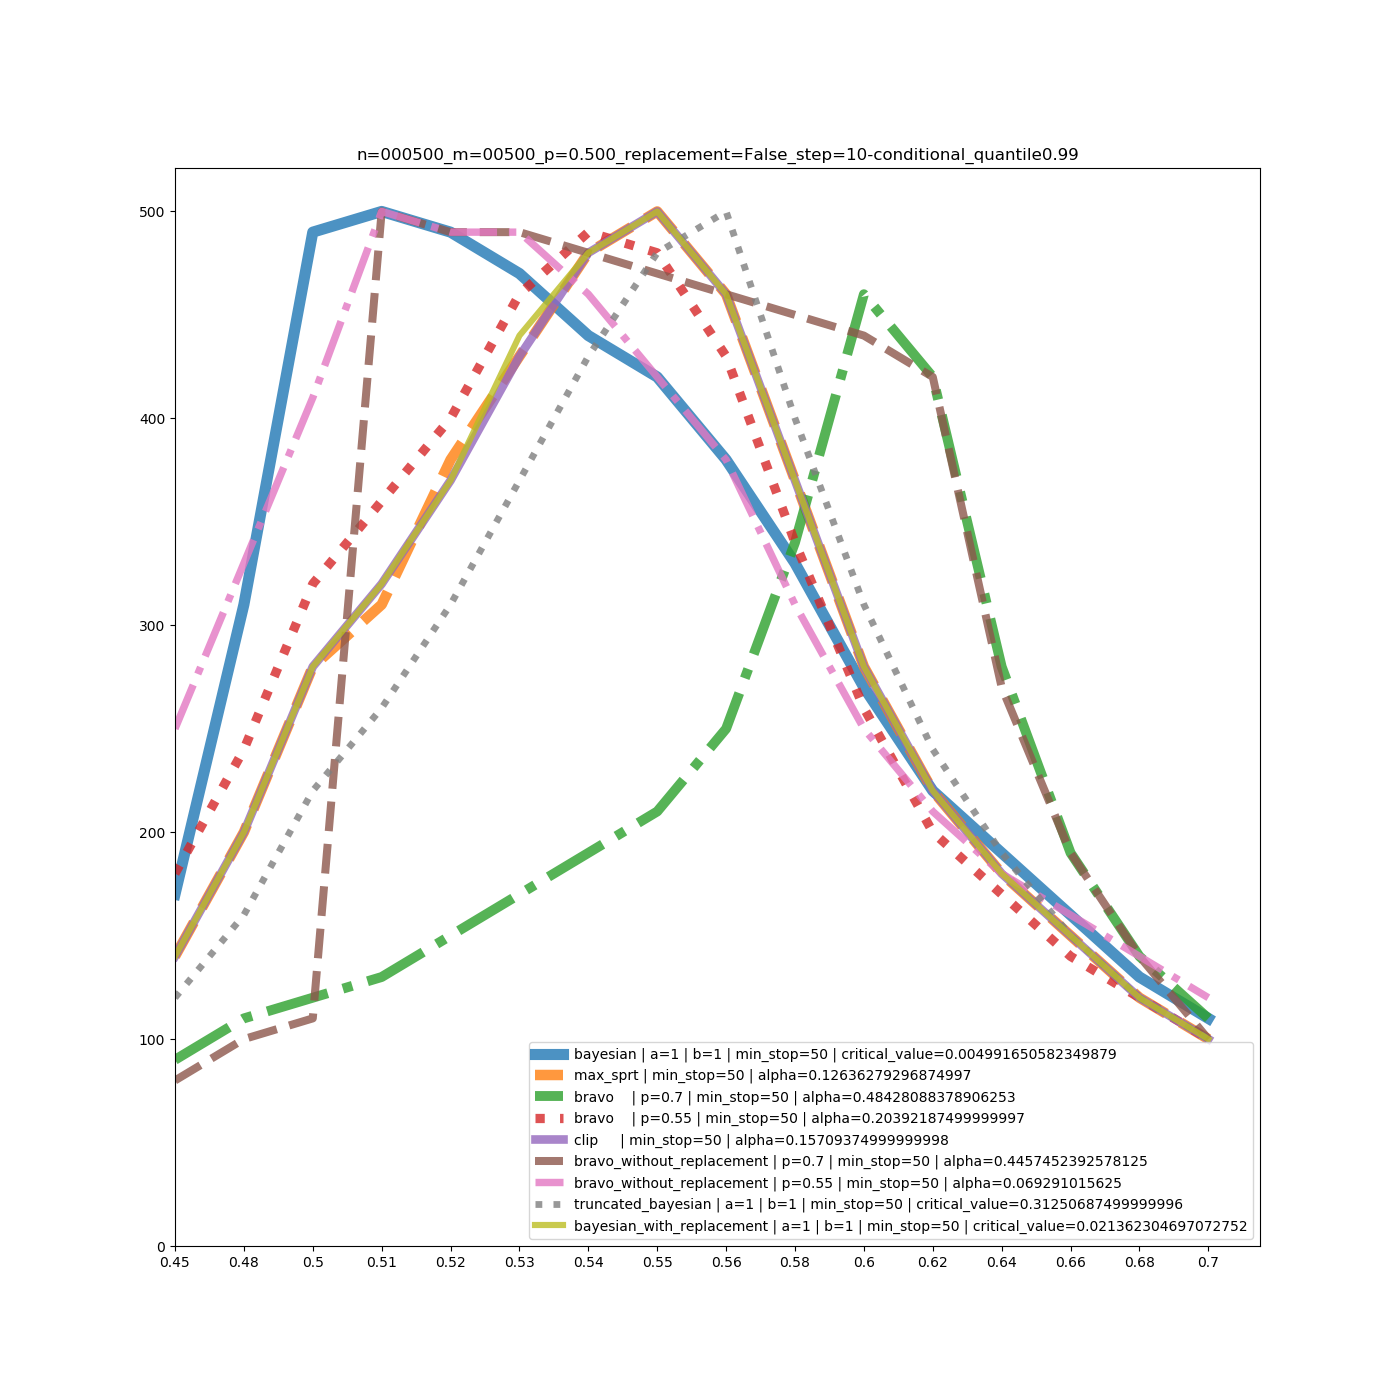 n=000500_m=00500_p=0.500_replacement=False_step=10-conditional_quantile0.99
500
400
300
200
100
0
bayesian | a=1 | b=1 | min_stop=50 | critical_value=0.004991650582349879
max_sprt | min_stop=50 | alpha=0.12636279296874997
bravo | p=0.7 | min_stop=50 | alpha=0.48428088378906253
bravo | p=0.55 | min_stop=50 | alpha=0.20392187499999997
clip | min_stop=50 | alpha=0.15709374999999998
bravo_without_replacement | p=0.7 | min_stop=50 | alpha=0.4457452392578125
bravo_without_replacement | p=0.55 | min_stop=50 | alpha=0.069291015625
truncated_bayesian | a=1 | b=1 | min_stop=50 | critical_value=0.31250687499999996
bayesian_with_replacement | a=1 | b=1 | min_stop=50 | critical_value=0.021362304697072752
0.45 0.48 0.5 0.51 0.52 0.53 0.54 0.55 0.56 0.58 0.6 0.62 0.64 0.66 0.68 0.7